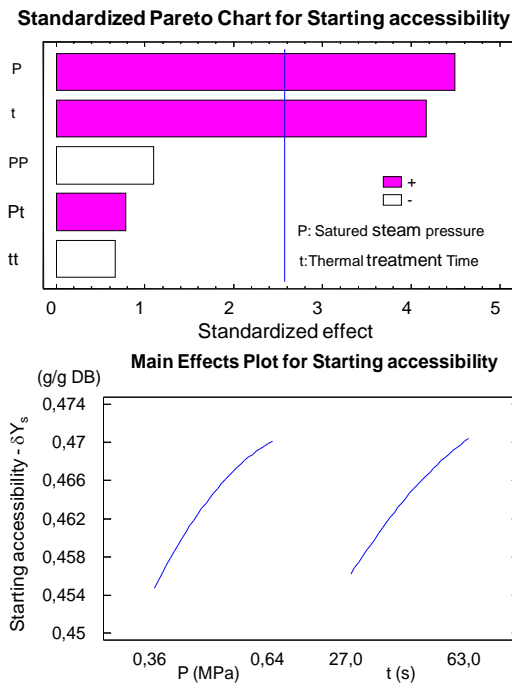 Standardized Pareto Chart for Starting accessibility
P
t
PP
Pt
tt
+
-
P: Satured steam pressure
t:Thermal treatment Time
0 1 2 3 4 5
Standardized effect
Main Effects Plot for Starting accessibility
(g/g DB)
Starting accessibility - δYs
0,474
0,47
0,466
0,462
0,458
0,454
0,45
0,36 0,64 27,0 63,0
P (MPa) t (s)